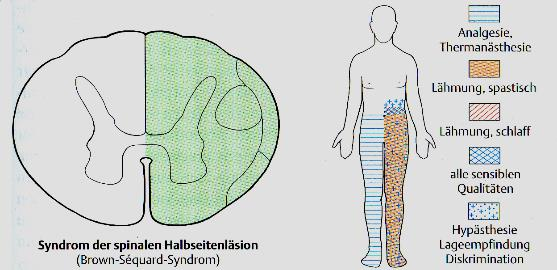 Syndrom der spinalen Halbseitenläsion
(Brown-Séquard-Syndrom)
Analgesie,
Thermanästhesie
Lähmung, spastisch
Lähmung, schlaff
alle sensiblen
Qualitäten
Hypästhesie
Lageempfindung
Diskrimination